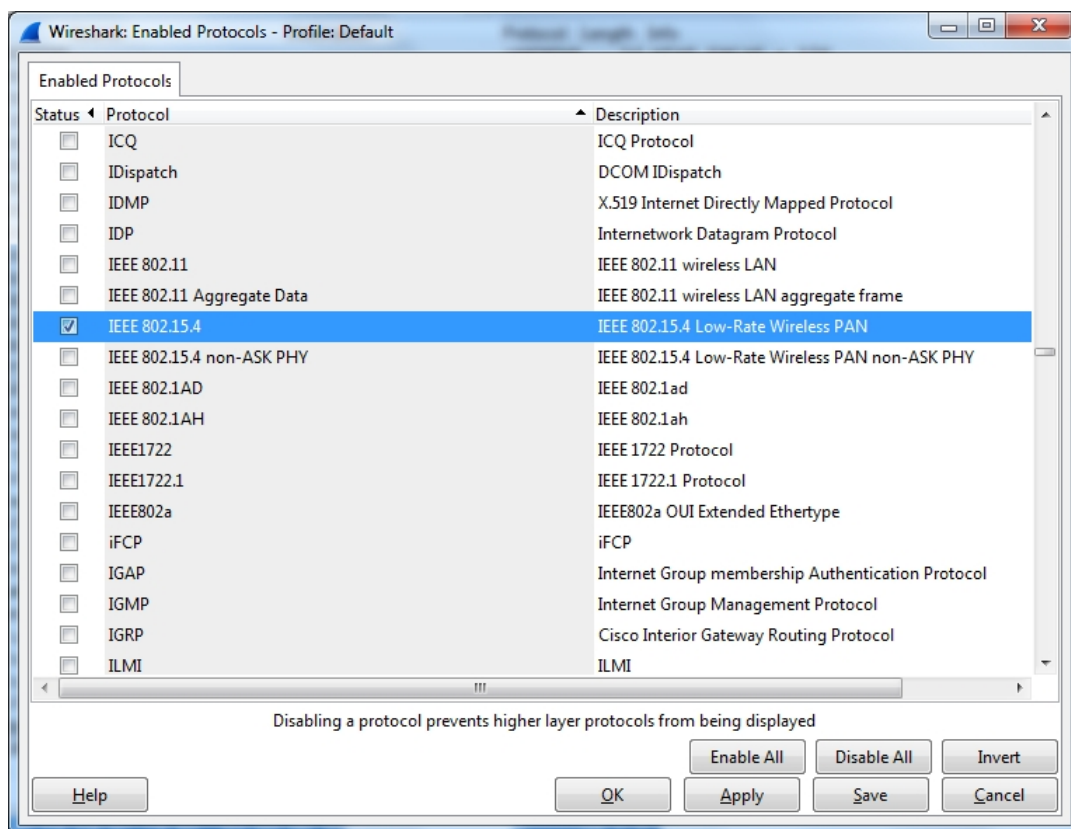 Wireshark: Enabled Protocols - Profile: Default
Enabled Protocols
Status Protocol Description
ICQ ICQ Protocol
IDispatch DCOM IDispatch
IDMP X.519 Internet Directly Mapped Protocol
IDP Internetwork Datagram Protocol
IEEE 802.11 IEEE 802.11 wireless LAN
IEEE 802.11 Aggregate Data IEEE 802.11 wireless LAN aggregate frame
IEEE 802.15.4 IEEE 802.15.4 Low-Rate Wireless PAN
IEEE 802.15.4 non-ASK PHY IEEE 802.15.4 Low-Rate Wireless PAN non-ASK PHY
IEEE 802.1AD IEEE 802.1ad
IEEE 802.1AH IEEE 802.1ah
IEEE1722 IEEE 1722 Protocol
IEEE1722.1 IEEE 1722.1 Protocol
IEEE802a IEEE802a OUI Extended Ethertype
iFCP iFCP
IGAP Internet Group membership Authentication Protocol
IGMP Internet Group Management Protocol
IGRP Cisco Interior Gateway Routing Protocol
ILMI ILMI
Disabling a protocol prevents higher layer protocols from being displayed
Enable All Disable All Invert
Help OK Apply Save Cancel